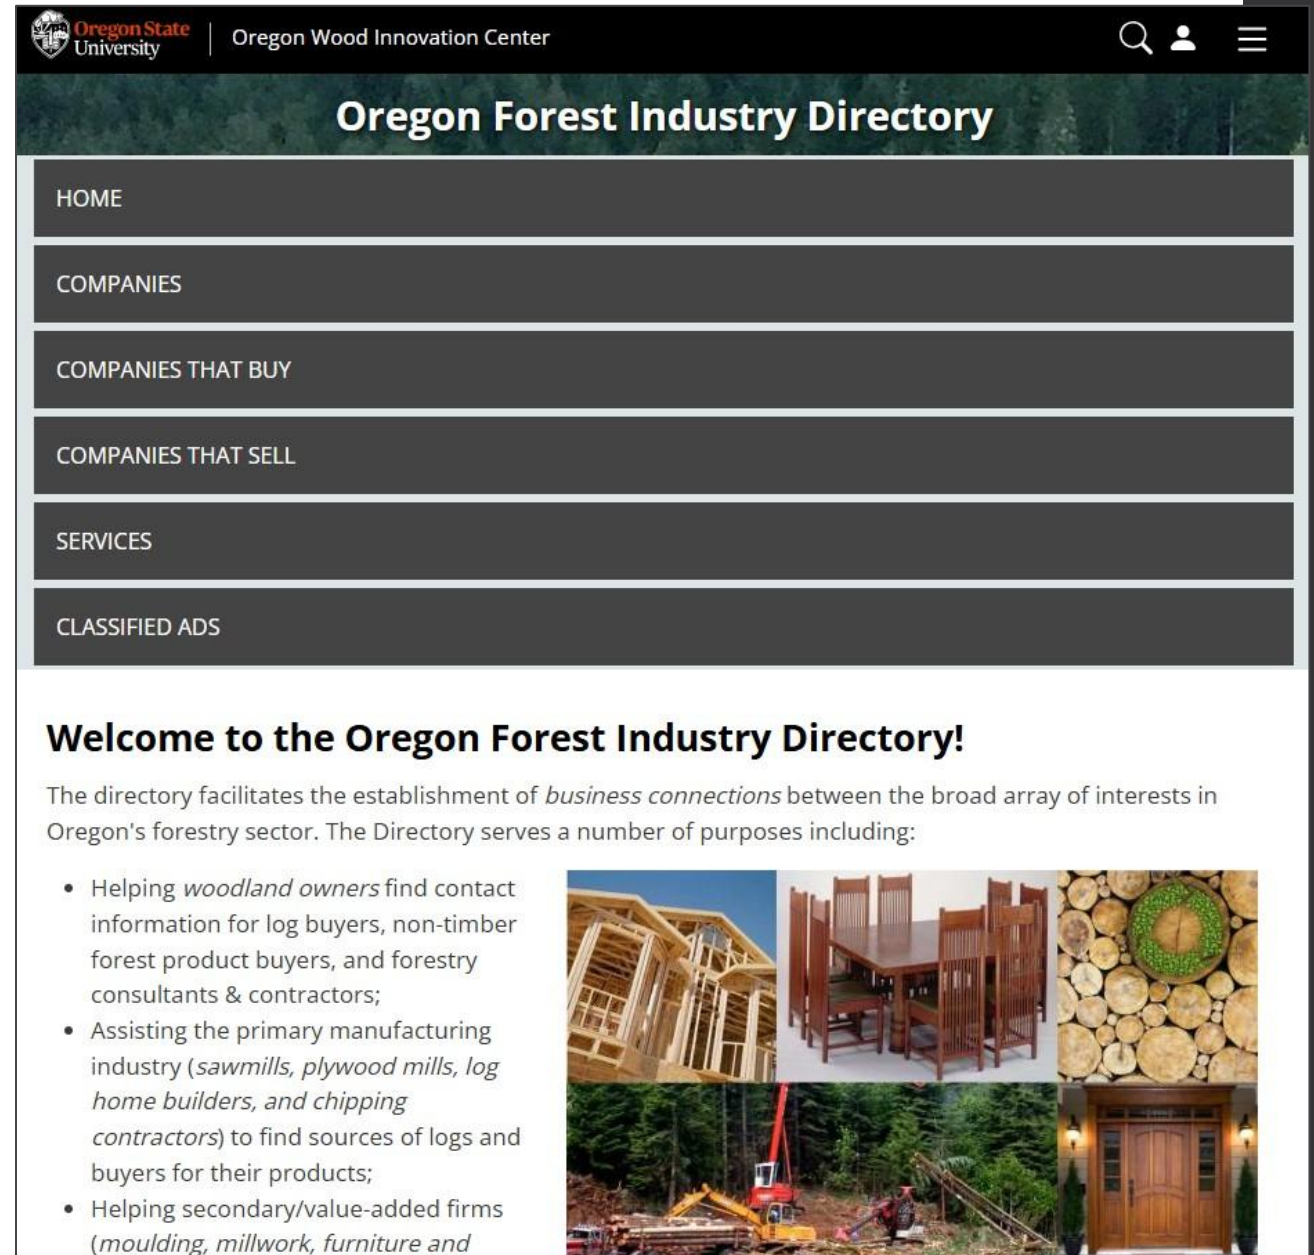 Oregon State
University
Oregon Wood Innovation Center
Oregon Forest Industry Directory
HOME
COMPANIES
COMPANIES THAT BUY
COMPANIES THAT SELL
SERVICES
CLASSIFIED ADS
Welcome to the Oregon Forest Industry Directory!
The directory facilitates the establishment of business connections between the broad array of interests in
Oregon's forestry sector. The Directory serves a number of purposes including:
• Helping woodland owners find contact
information for log buyers, non-timber
forest product buyers, and forestry
consultants & contractors;
• Assisting the primary manufacturing
industry (sawmills, plywood mills, log
home builders, and chipping
contractors) to find sources of logs and
buyers for their products;
• Helping secondary/value-added firms
(moulding, millwork, furniture and